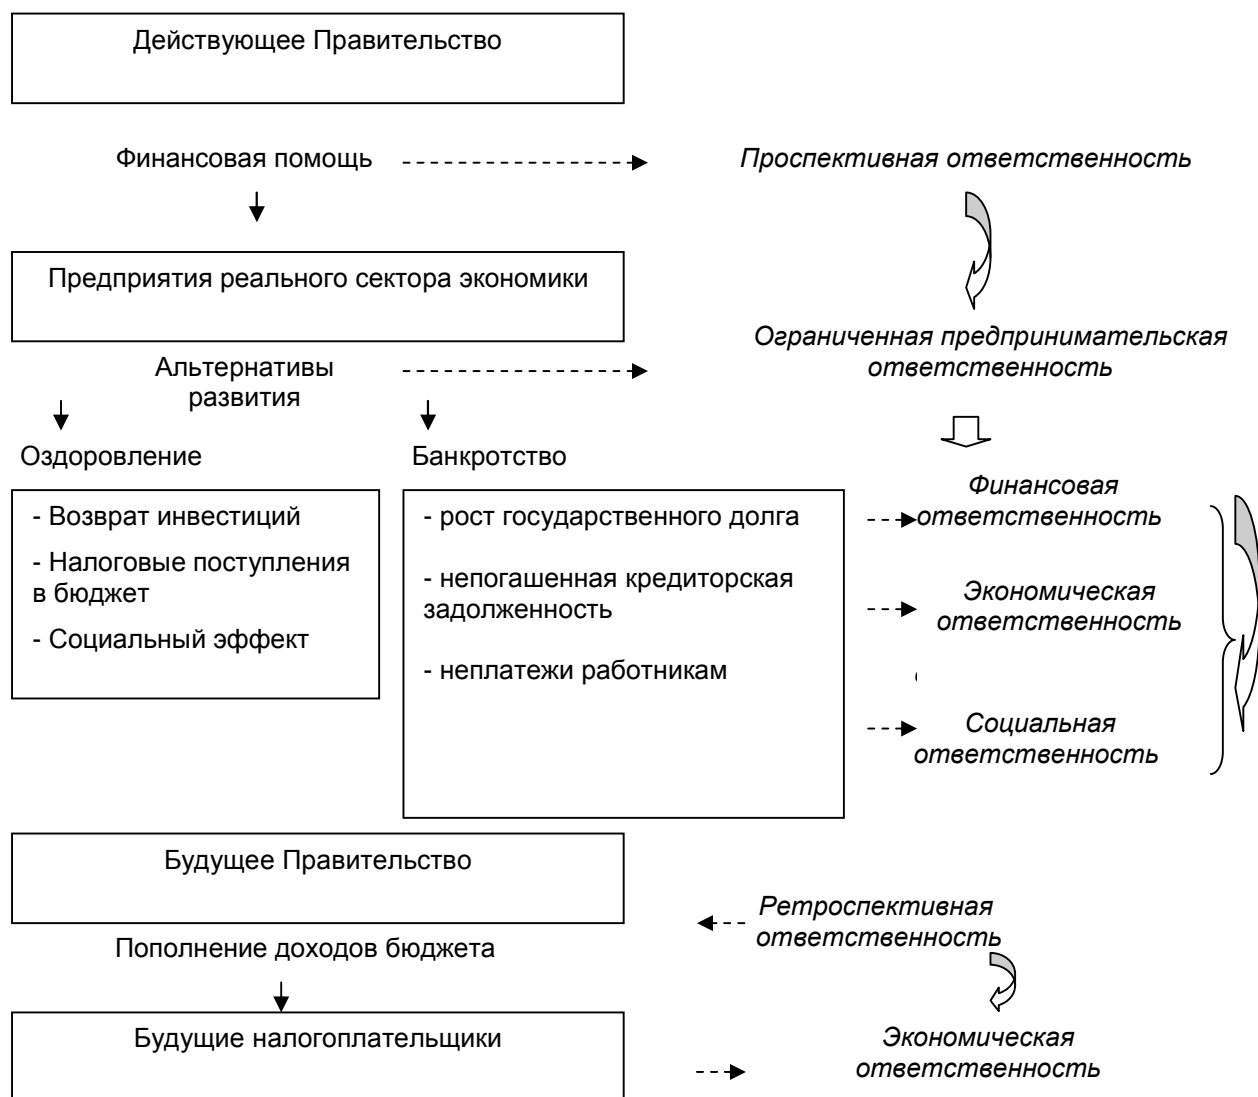 Действующее Правительство
Финансовая помощь
Проспективная ответственность
Предприятия реального сектора экономики
Ограниченная предпринимательская
ответственность
Альтернативы
развития
Оздоровление
Банкротство
- Возврат инвестиций
- Налоговые поступления
в бюджет
- Социальный эффект
- рост государственного долга
- непогашенная кредиторская
задолженность
- неплатежи работникам
Финансовая
ответственность
Экономическая
ответственность
Социальная
ответственность
Будущее Правительство
Ретроспективная
ответственность
Пополнение доходов бюджета
Будущие налогоплательщики
Экономическая
ответственность